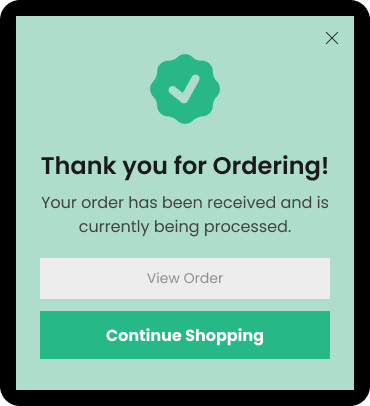 Thank you for Ordering!
Your order has been received and is
currently being processed.
View Order
Continue Shopping